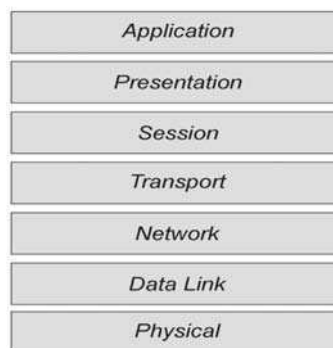 Application
Presentation
Session
Transport
Network
Data Link
Physical